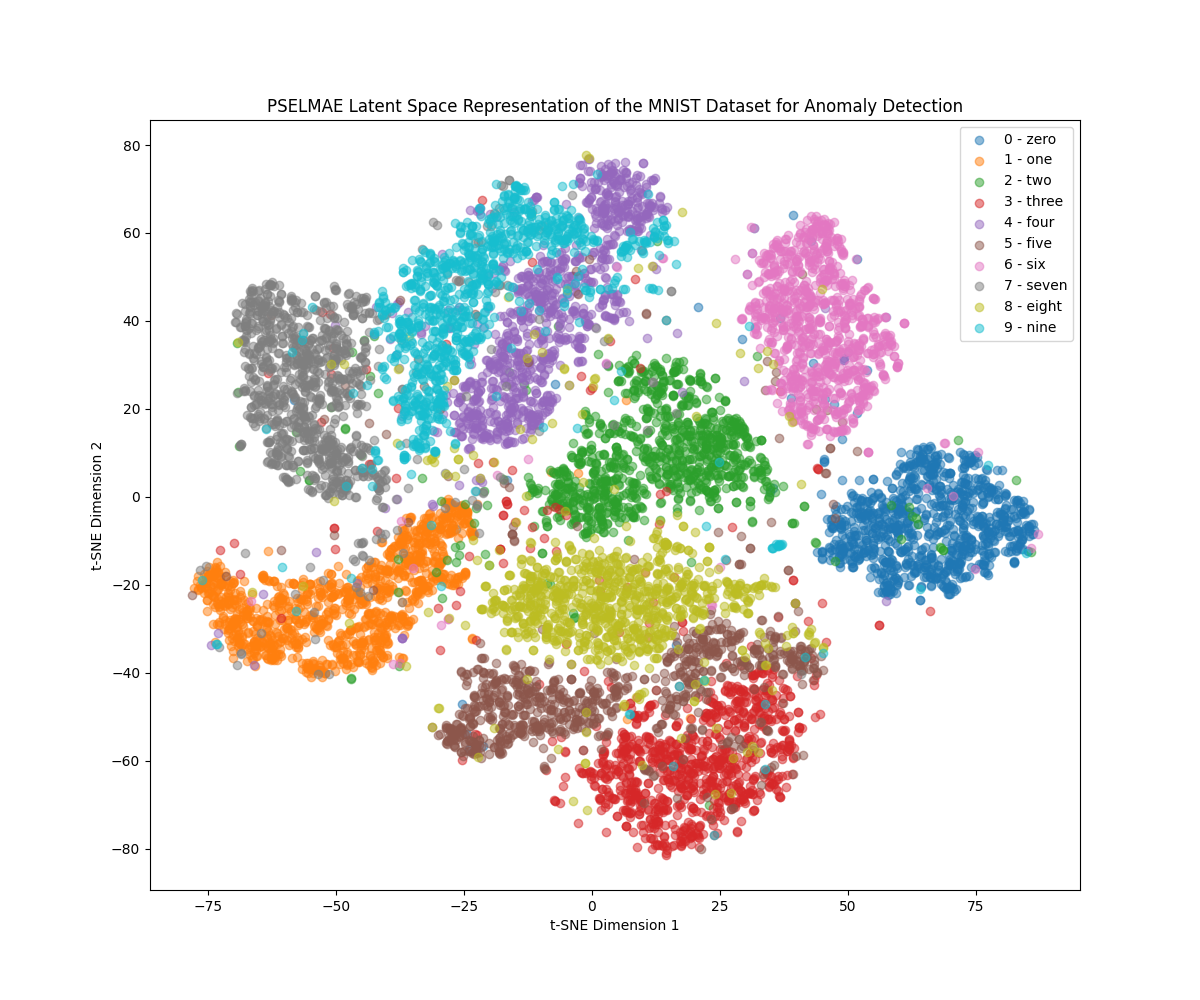 PSELMAE Latent Space Representation of the MNIST Dataset for Anomaly Detection
0 - zero
1 - one
2 - two
3 - three
4 - four
5 - five
6 - six
7 - seven
8 - eight
9 - nine
80
60
40
20
0
−20
−40
−60
−80
t-SNE Dimension 2
−75 −50 −25 0 25 50 75
t-SNE Dimension 1